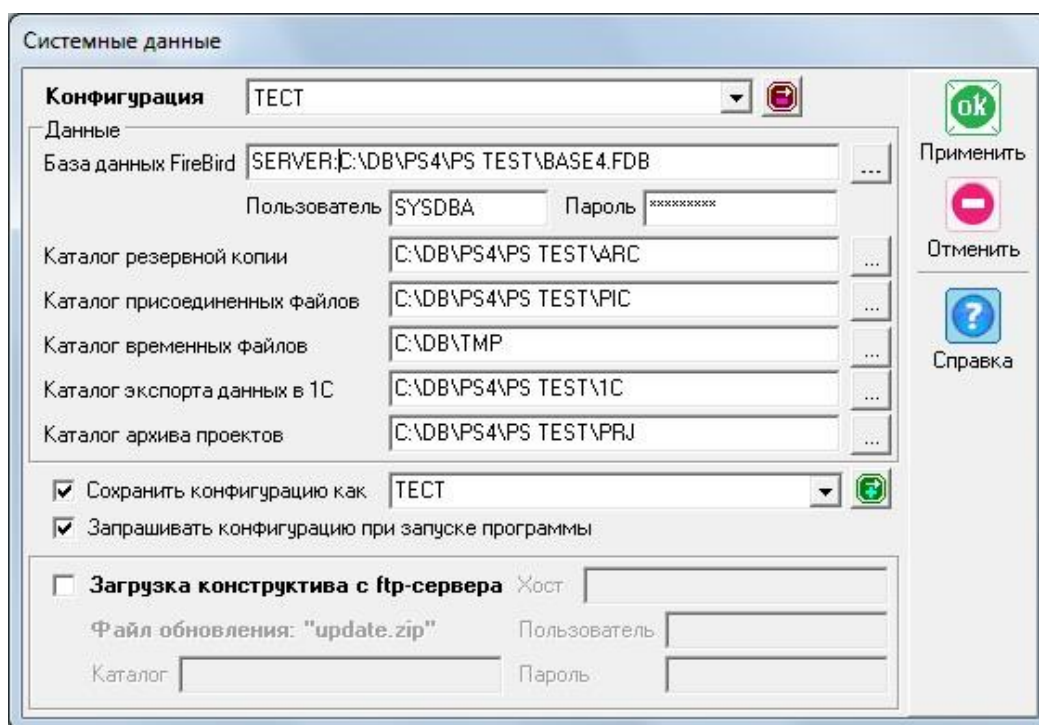 Системные данные
Конфигурация ТЕСТ
ok
Применить
Данные
База данных FireBird SERVER:C:\DB\PS4\PS TEST\BASE4.FDB ...
Пользователь SYSDBA Пароль *********
Отменить
Каталог резервной копии C:\DB\PS4\PS TEST\ARC ...
Каталог присоединенных файлов C:\DB\PS4\PS TEST\PIC ...
?
Справка
Каталог временных файлов C:\DB\TMP ...
Каталог экспорта данных в 1С C:\DB\PS4\PS TEST\1C ...
Каталог архива проектов C:\DB\PS4\PS TEST\PRJ ...
Сохранить конфигурацию как ТЕСТ
Запрашивать конфигурацию при запуске программы
Загрузка конструктива с ftp-сервера Хост
Файл обновления: "update.zip" Пользователь
Каталог Пароль